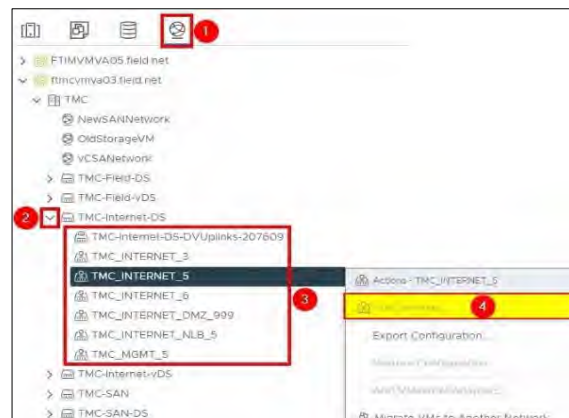 1
FTIMVMVA05.field.net
ftmcvmva03.field.net
TMC
NewSANNetwork
OldStorageVM
vCSANetwork
TMC-Field-DS
TMC-Field-vDS
2
TMC-Internet-DS
TMC-Internet-DS-DVUplinks-207609
TMC_INTERNET_3
TMC_INTERNET_5
Actions - TMC_INTERNET_5
TMC_INTERNET_6
3
4
TMC_INTERNET_DMZ_999
TMC_INTERNET_NLB_5
Export Configuration...
TMC_MGMT_5
TMC-Internet-vDS
TMC-SAN
TMC-SAN-DS
Migrate VMs to Another Network